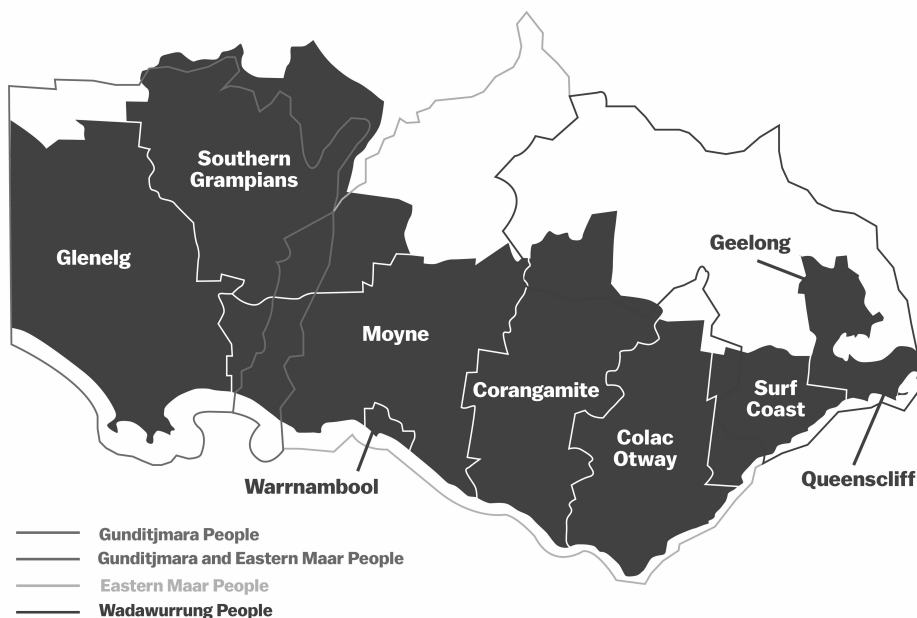 Southern
Grampians
Geelong
Glenelg
Moyne
Corangamite
Surf
Coast
Colac
Otway
Queenscliff
Warrnambool
Gunditjmara People
Gunditjmara and Eastern Maar People
Eastern Maar People
Wadawurrung People